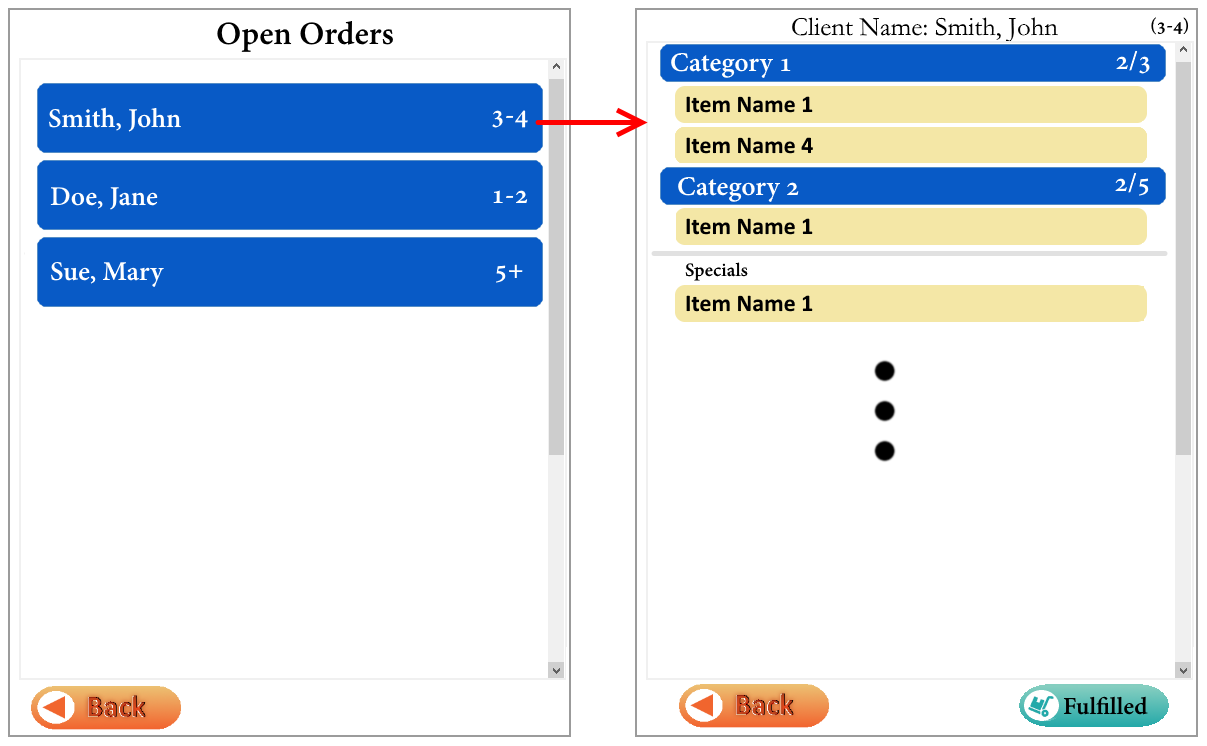 Open Orders
Smith, John 3-4
Doe, Jane 1-2
Sue, Mary 5+
Back
Client Name: Smith, John (3-4)
Category 1 2/3
Item Name 1
Item Name 4
Category 2 2/5
Item Name 1
Specials
Item Name 1
Back
Fulfilled